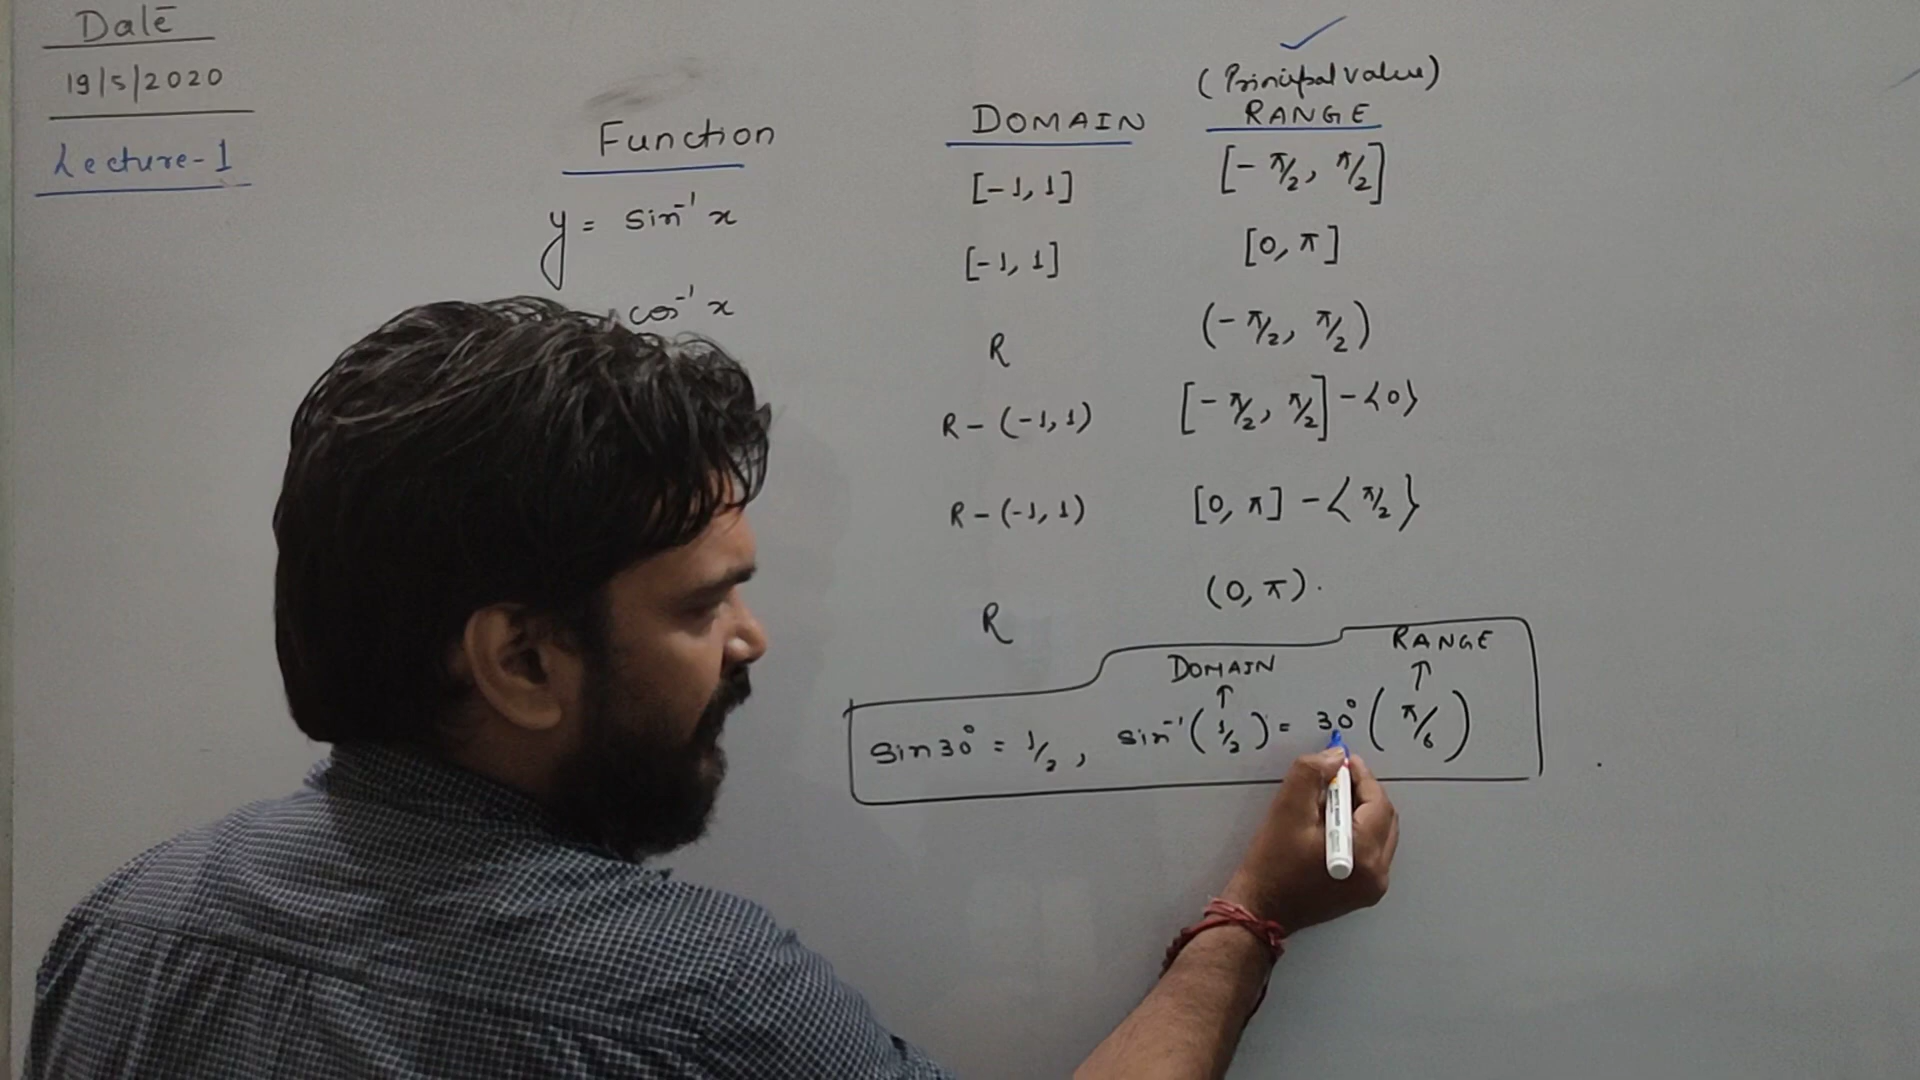 Date
19/5/2020
Lecture-1
(Principal value)
Function DOMAIN RANGE
y = sin⁻¹ x [-1, 1] [-π/2, π/2]
cos⁻¹ x [-1, 1] [0, π]
R (-π/2, π/2)
R - (-1, 1) [-π/2, π/2] - {0}
R - (-1, 1) [0, π] - {π/2}
R (0, π).
DOMAIN RANGE
↑ ↑
sin 30° = 1/2, sin⁻¹(1/2) = 30° (π/6)